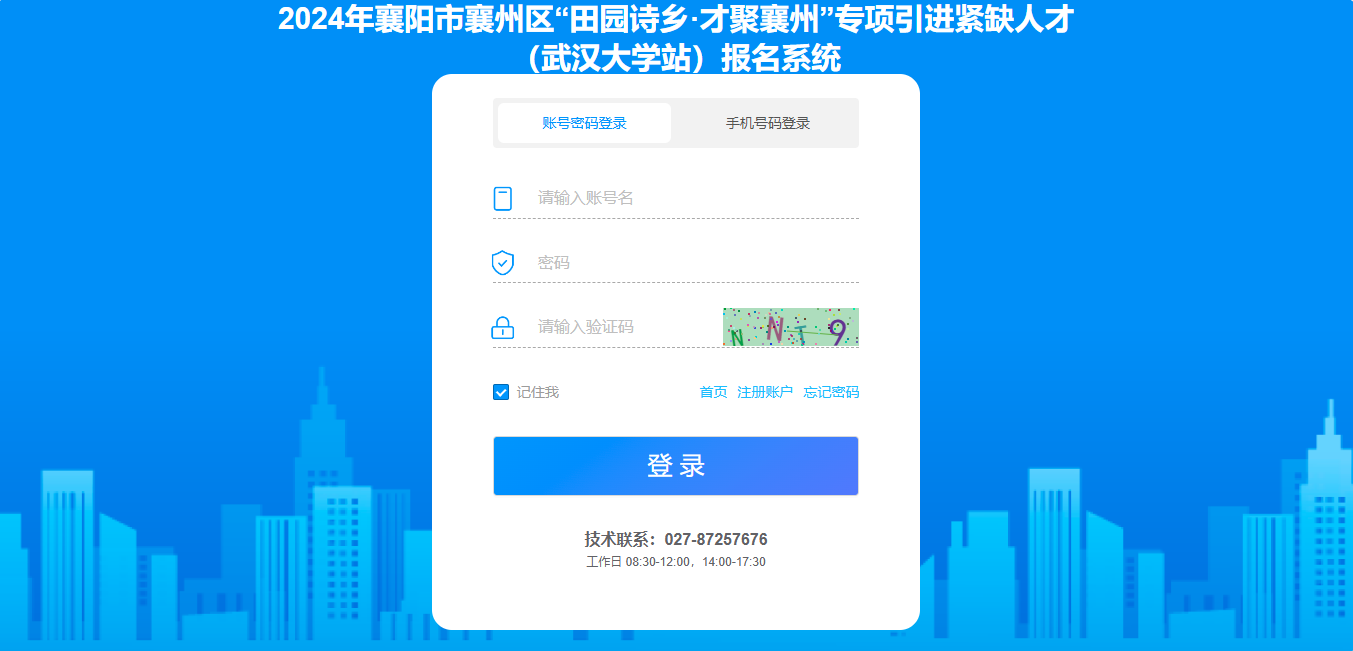 2024年襄阳市襄州区“田园诗乡·才聚襄州”专项引进紧缺人才
（武汉大学站）报名系统
账号密码登录 手机号码登录
请输入账号名
密码
请输入验证码 N N T 9
记住我 首页 注册账户 忘记密码
登 录
技术联系：027-87257676
工作日 08:30-12:00，14:00-17:30